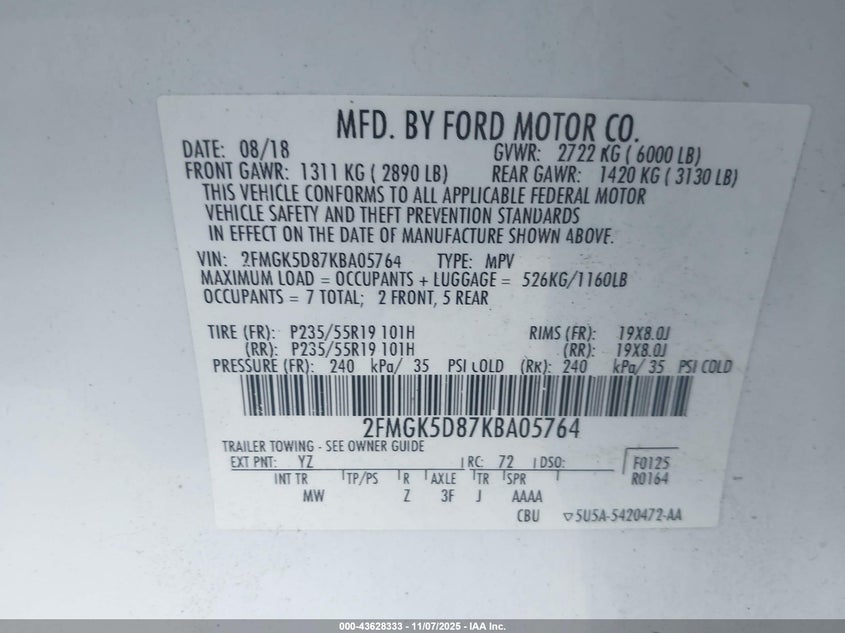 MFD. BY FORD MOTOR CO.
DATE: 08/18 GVWR: 2722 KG ( 6000 LB)
FRONT GAWR: 1311 KG ( 2890 LB) REAR GAWR: 1420 KG ( 3130 LB)
THIS VEHICLE CONFORMS TO ALL APPLICABLE FEDERAL MOTOR
VEHICLE SAFETY AND THEFT PREVENTION STANDARDS
IN EFFECT ON THE DATE OF MANUFACTURE SHOWN ABOVE.
VIN: 2FMGK5D87KBA05764 TYPE: MPV
MAXIMUM LOAD = OCCUPANTS + LUGGAGE = 526KG/1160LB
OCCUPANTS = 7 TOTAL; 2 FRONT, 5 REAR
TIRE (FR): P235/55R19 101H RIMS (FR): 19X8.0J
(RR): P235/55R19 101H (RR): 19X8.0J
PRESSURE (FR): 240 kPa/ 35 PSI COLD (RR): 240 kPa/ 35 PSI COLD
2FMGK5D87KBA05764
TRAILER TOWING - SEE OWNER GUIDE
EXT PNT: YZ RC: 72 DSO: F0125
INT TR TP/PS R AXLE TR SPR R0164
MW Z 3F J AAAA
CBU ▽5U5A-5420472-AA
000-43628333 - 11/07/2025 - IAA Inc.